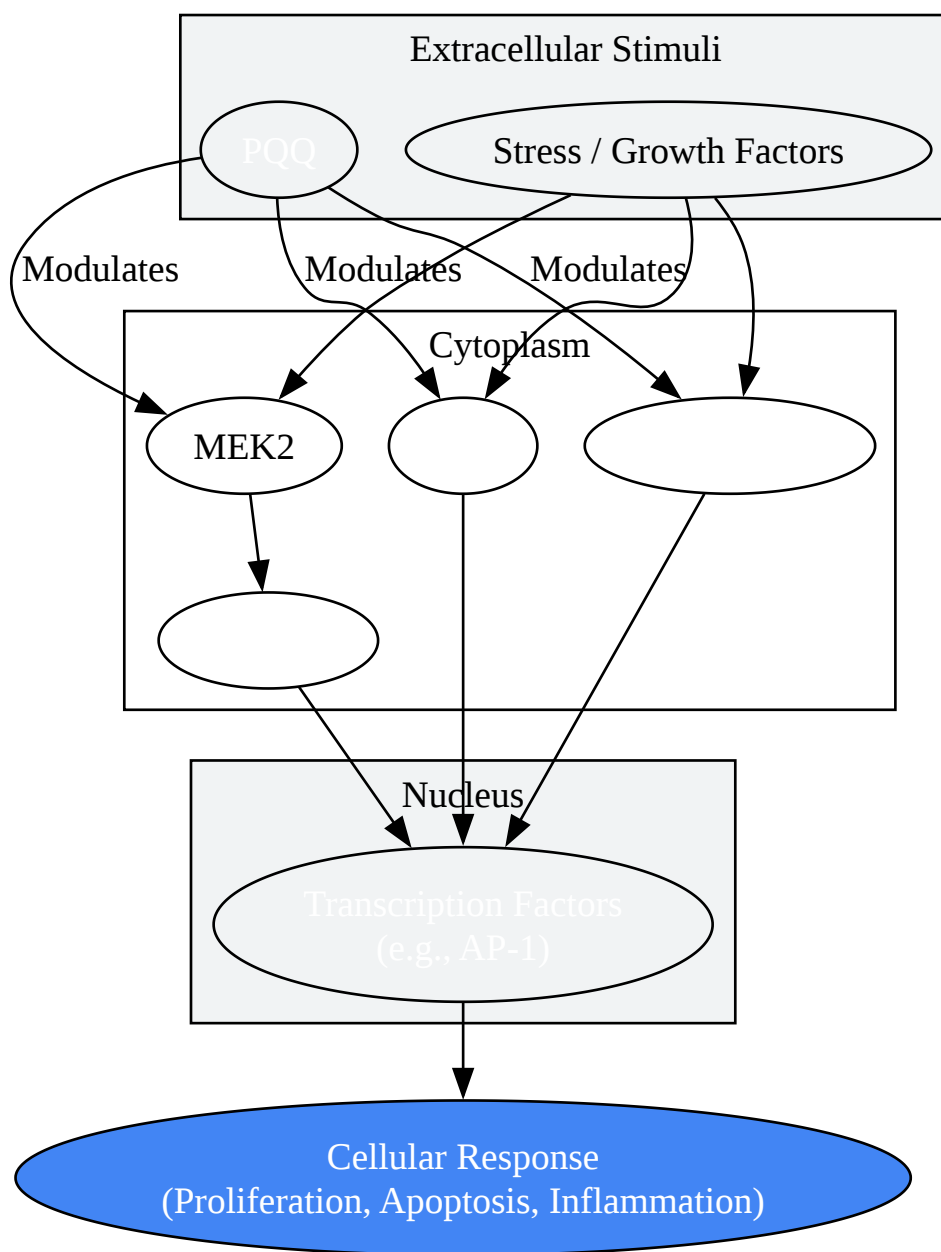 Extracellular Stimuli
PQQ
Stress / Growth Factors
Modulates
Modulates
Modulates
Cytoplasm
MEK2
Nucleus
Transcription Factors
(e.g., AP-1)
Cellular Response
(Proliferation, Apoptosis, Inflammation)